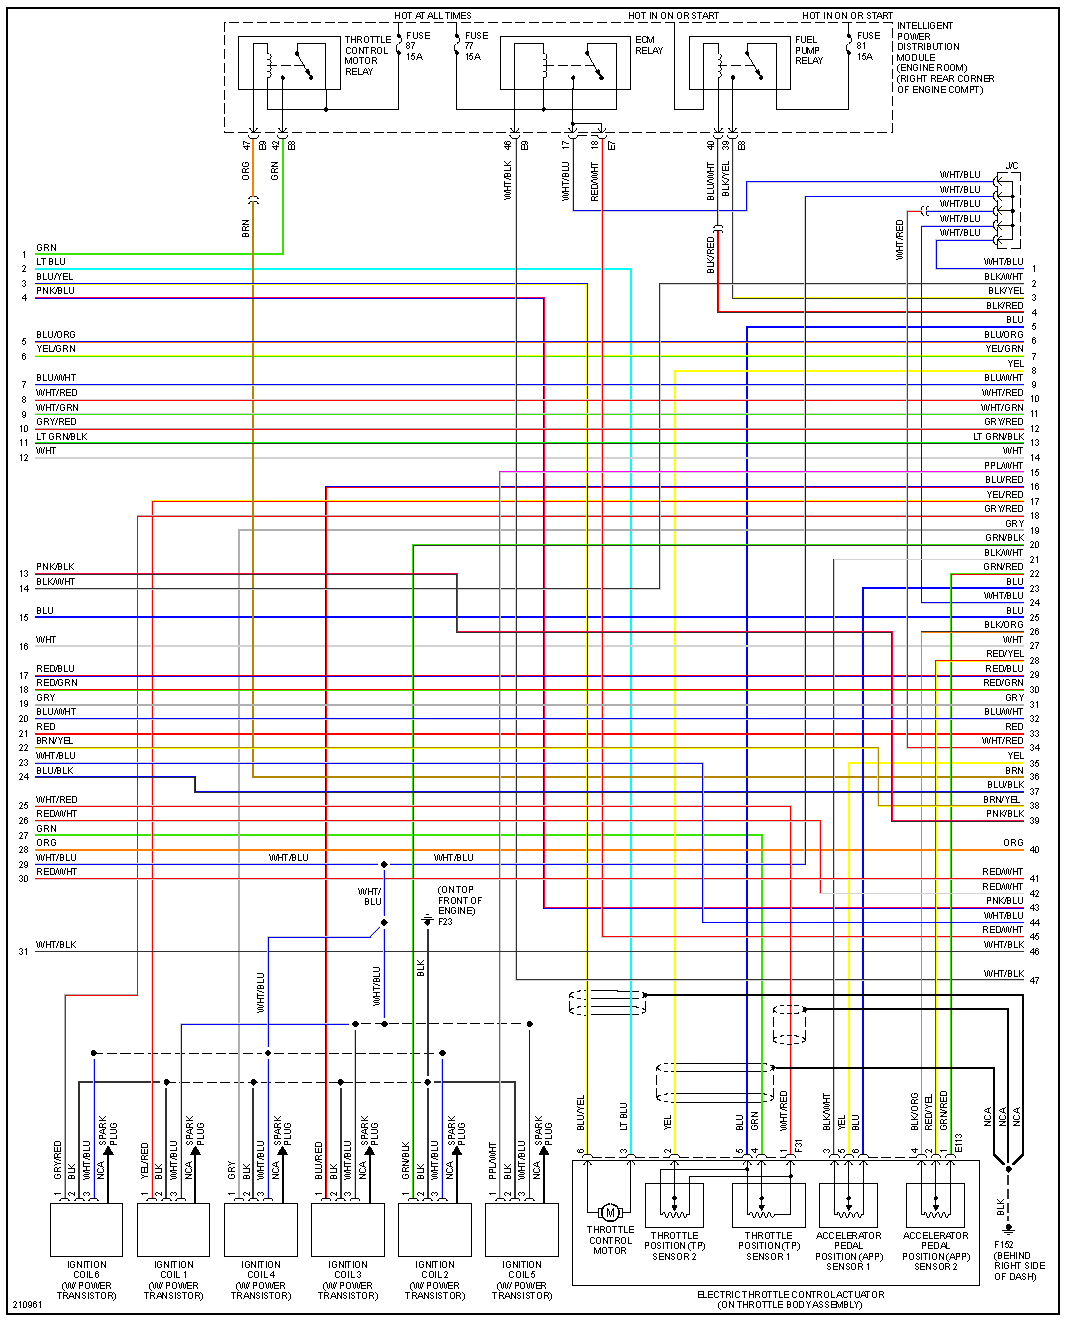 HOT AT ALL TIMES
HOT IN ON OR START
HOT IN ON OR START
THROTTLE
CONTROL
MOTOR
RELAY
FUSE
87
15A
FUSE
77
15A
ECM
RELAY
FUEL
PUMP
RELAY
FUSE
81
15A
INTELLIGENT
POWER
DISTRIBUTION
MODULE
(ENGINE ROOM)
(RIGHT REAR CORNER
OF ENGINE COMPT)
47
E9
42
E8
46
E9
17
18
E7
40
39
E8
ORG
GRN
WHT/BLK
WHT/BLU
RED/WHT
BLU/WHT
BLK/YEL
BRN
BLK/RED
WHT/RED
J/C
WHT/BLU
WHT/BLU
WHT/BLU
WHT/BLU
WHT/BLU
1 GRN
2 LT BLU
3 BLU/YEL
4 PNK/BLU
5 BLU/ORG
6 YEL/GRN
7 BLU/WHT
8 WHT/RED
9 WHT/GRN
10 GRY/RED
11 LT GRN/BLK
12 WHT
13 PNK/BLK
14 BLK/WHT
15 BLU
16 WHT
17 RED/BLU
18 RED/GRN
19 GRY
20 BLU/WHT
21 RED
22 BRN/YEL
23 WHT/BLU
24 BLU/BLK
25 WHT/RED
26 RED/WHT
27 GRN
28 ORG
29 WHT/BLU
30 RED/WHT
31 WHT/BLK
WHT/BLU 1
BLK/WHT 2
BLK/YEL 3
BLK/RED 4
BLU 5
BLU/ORG 6
YEL/GRN 7
YEL 8
BLU/WHT 9
WHT/RED 10
WHT/GRN 11
GRY/RED 12
LT GRN/BLK 13
WHT 14
PPL/WHT 15
BLU/RED 16
YEL/RED 17
GRY/RED 18
GRY 19
GRN/BLK 20
BLK/WHT 21
GRN/RED 22
BLU 23
WHT/BLU 24
BLU 25
BLK/ORG 26
WHT 27
RED/YEL 28
RED/BLU 29
RED/GRN 30
GRY 31
BLU/WHT 32
RED 33
WHT/RED 34
YEL 35
BRN 36
BLU/BLK 37
BRN/YEL 38
PNK/BLK 39
ORG 40
RED/WHT 41
RED/WHT 42
PNK/BLU 43
WHT/BLU 44
RED/WHT 45
WHT/BLK 46
WHT/BLK 47
WHT/BLU
WHT/BLU
WHT/
BLU
(ON TOP
FRONT OF
ENGINE)
F23
WHT/BLU
WHT/BLU
BLK
GRY/RED
BLK
WHT/BLU
NCA
SPARK
PLUG
YEL/RED
BLK
WHT/BLU
NCA
SPARK
PLUG
GRY
BLK
WHT/BLU
NCA
SPARK
PLUG
BLU/RED
BLK
WHT/BLU
NCA
SPARK
PLUG
GRN/BLK
BLK
WHT/BLU
NCA
SPARK
PLUG
PPL/WHT
BLK
WHT/BLU
NCA
SPARK
PLUG
1 2 3
1 2 3
1 2 3
1 2 3
1 2 3
1 2 3
IGNITION
COIL 6
(W/ POWER
TRANSISTOR)
IGNITION
COIL 1
(W/ POWER
TRANSISTOR)
IGNITION
COIL 4
(W/ POWER
TRANSISTOR)
IGNITION
COIL 3
(W/ POWER
TRANSISTOR)
IGNITION
COIL 2
(W/ POWER
TRANSISTOR)
IGNITION
COIL 5
(W/ POWER
TRANSISTOR)
BLU/YEL
LT BLU
YEL
BLU
GRN
WHT/RED
BLK/WHT
YEL
BLU
BLK/ORG
RED/YEL
GRN/RED
NCA
NCA
NCA
6
3
2
5
4
1
F31
3
5
6
4
2
1
E113
M
THROTTLE
CONTROL
MOTOR
THROTTLE
POSITION (TP)
SENSOR 2
THROTTLE
POSITION (TP)
SENSOR 1
ACCELERATOR
PEDAL
POSITION (APP)
SENSOR 1
ACCELERATOR
PEDAL
POSITION (APP)
SENSOR 2
ELECTRIC THROTTLE CONTROL ACTUATOR
(ON THROTTLE BODY ASSEMBLY)
BLK
F152
(BEHIND
RIGHT SIDE
OF DASH)
210961